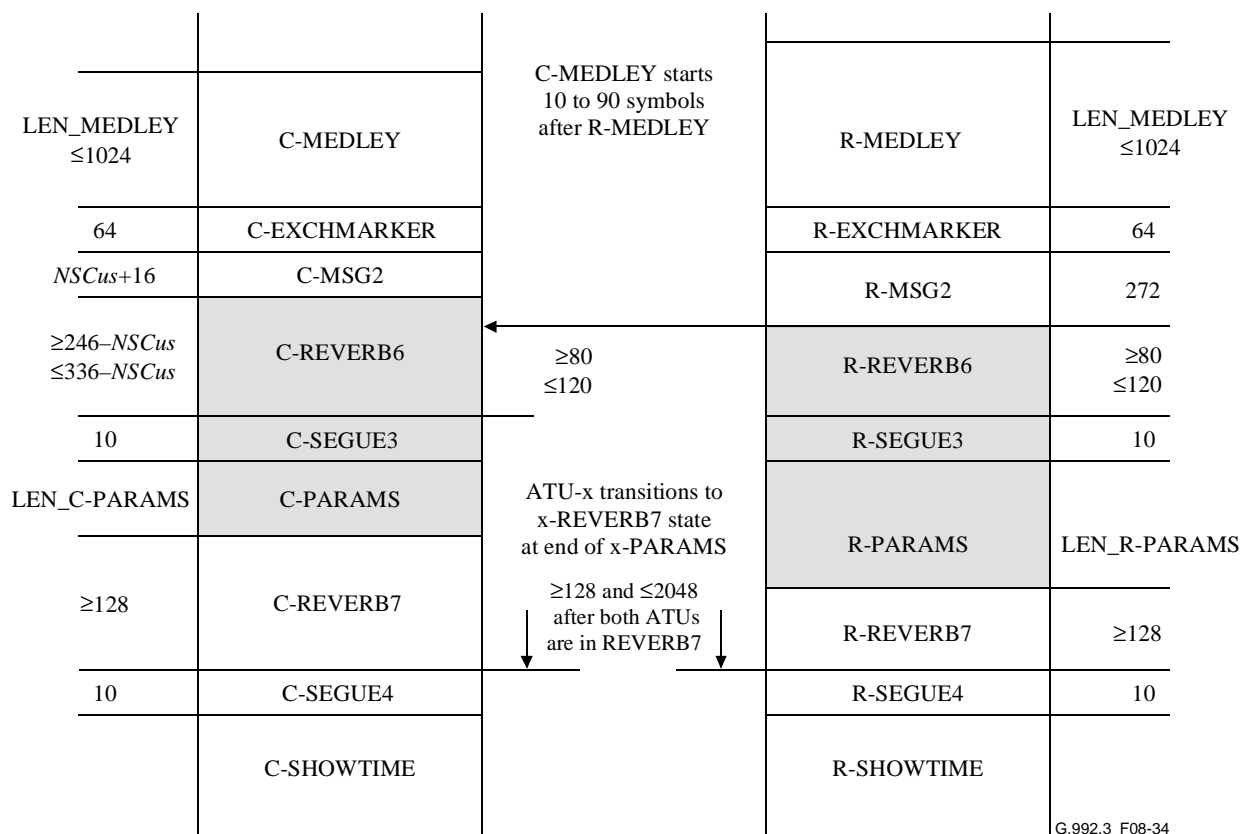 C-MEDLEY starts
10 to 90 symbols
after R-MEDLEY
LEN_MEDLEY
≤1024
C-MEDLEY
R-MEDLEY
LEN_MEDLEY
≤1024
64
C-EXCHMARKER
R-EXCHMARKER
64
NSCus+16
C-MSG2
R-MSG2
272
≥246–NSCus
≤336–NSCus
C-REVERB6
≥80
≤120
R-REVERB6
≥80
≤120
10
C-SEGUE3
R-SEGUE3
10
LEN_C-PARAMS
C-PARAMS
ATU-x transitions to
x-REVERB7 state
at end of x-PARAMS
R-PARAMS
LEN_R-PARAMS
≥128
C-REVERB7
≥128 and ≤2048
after both ATUs
are in REVERB7
R-REVERB7
≥128
10
C-SEGUE4
R-SEGUE4
10
C-SHOWTIME
R-SHOWTIME
G.992.3_F08-34